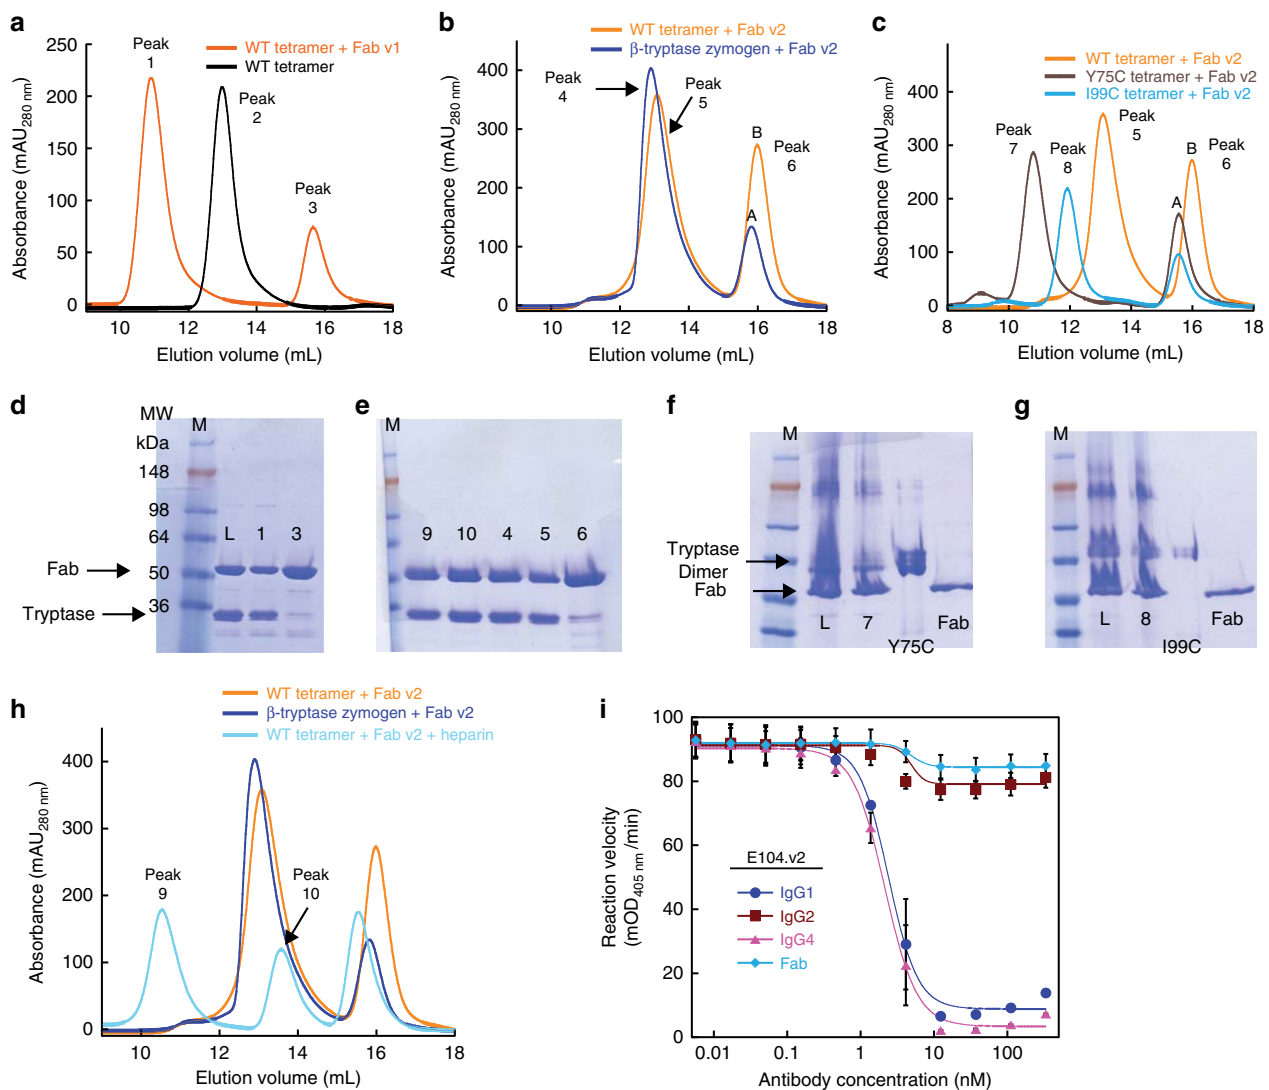 a
250
200
150
100
50
0
Absorbance (mAU280 nm)
Peak
1
WT tetramer + Fab v1
WT tetramer
Peak
2
Peak
3
10 12 14 16 18
Elution volume (mL)
b
WT tetramer + Fab v2
β-tryptase zymogen + Fab v2
400
300
200
100
0
Absorbance (mAU280 nm)
Peak
4
Peak
5
B
Peak
6
A
10 12 14 16 18
Elution volume (mL)
c
WT tetramer + Fab v2
Y75C tetramer + Fab v2
I99C tetramer + Fab v2
400
300
200
100
0
Absorbance (mAU280 nm)
Peak
7
Peak
8
Peak
5
B
Peak
6
A
8 10 12 14 16 18
Elution volume (mL)
d
MW
kDa
148
98
64
50
36
M
L 1 3
Fab
Tryptase
e
M
9 10 4 5 6
f
M
Tryptase
Dimer
Fab
L 7
Y75C
Fab
g
M
L 8
I99C
Fab
h
WT tetramer + Fab v2
β-tryptase zymogen + Fab v2
WT tetramer + Fab v2 + heparin
400
300
200
100
0
Absorbance (mAU280 nm)
Peak
9
Peak
10
10 12 14 16 18
Elution volume (mL)
i
100
80
60
40
20
0
Reaction velocity
(mOD405 nm /min)
E104.v2
IgG1
IgG2
IgG4
Fab
0.01 0.1 1 10 100
Antibody concentration (nM)